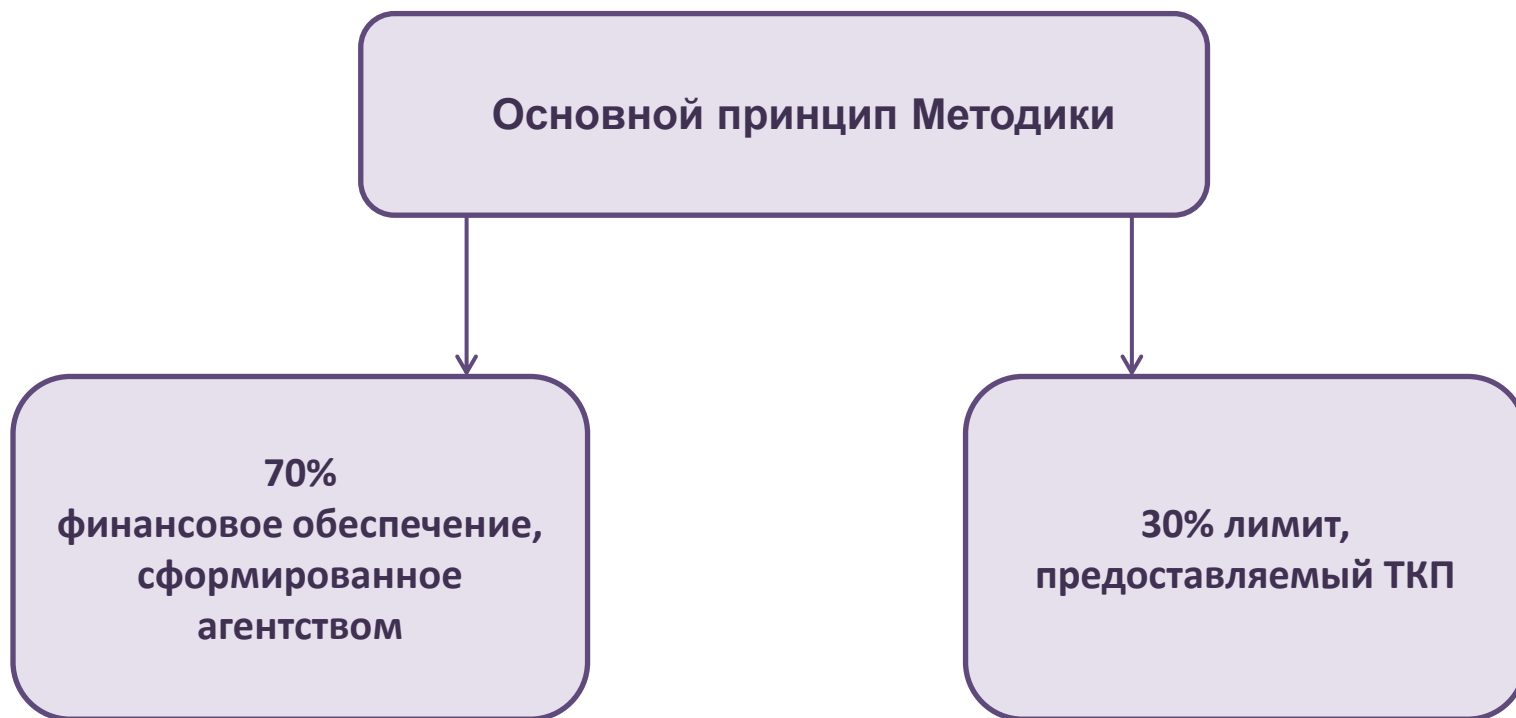 Основной принцип Методики
70%
финансовое обеспечение,
сформированное
агентством
30% лимит,
предоставляемый ТКП